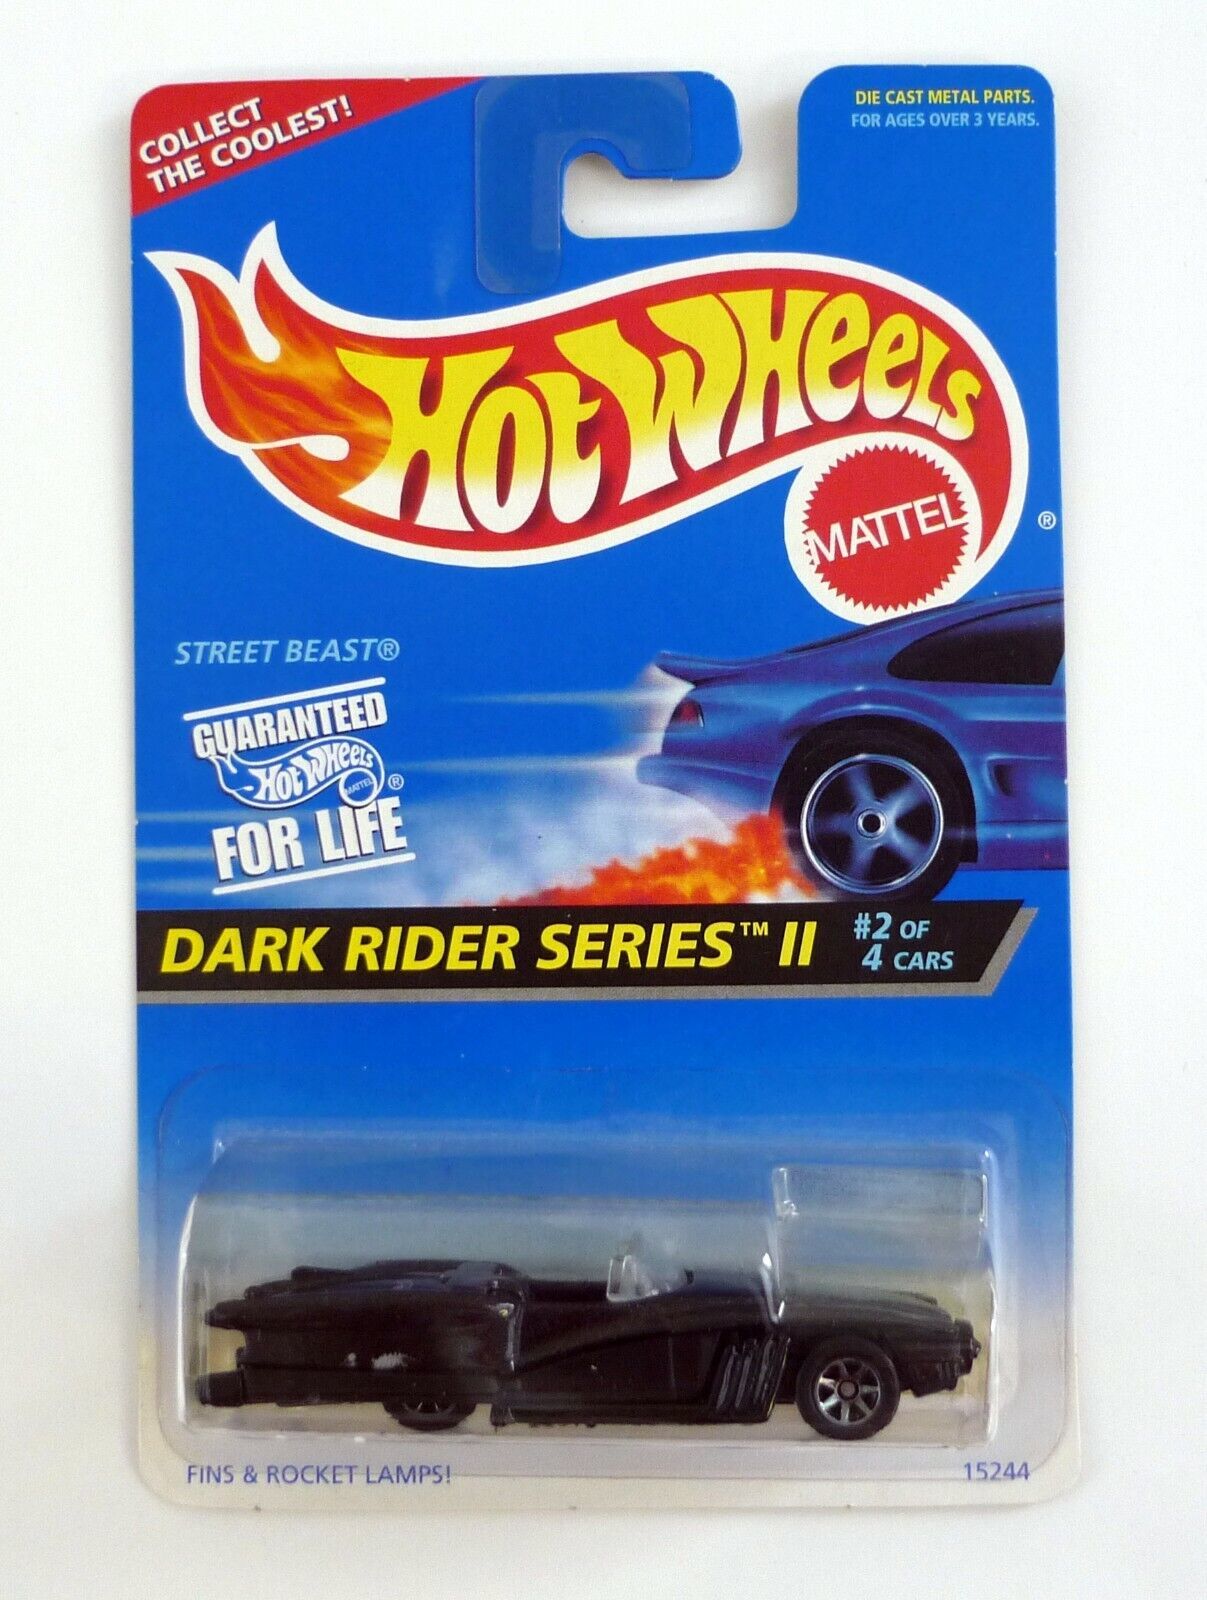 COLLECT
THE COOLEST!
DIE CAST METAL PARTS.
FOR AGES OVER 3 YEARS.
HOT WHEELS
MATTEL
®
STREET BEAST®
GUARANTEED
HOT WHEELS
MATTEL
®
FOR LIFE
DARK RIDER SERIES™ II
#2 OF
4 CARS
FINS & ROCKET LAMPS!
15244